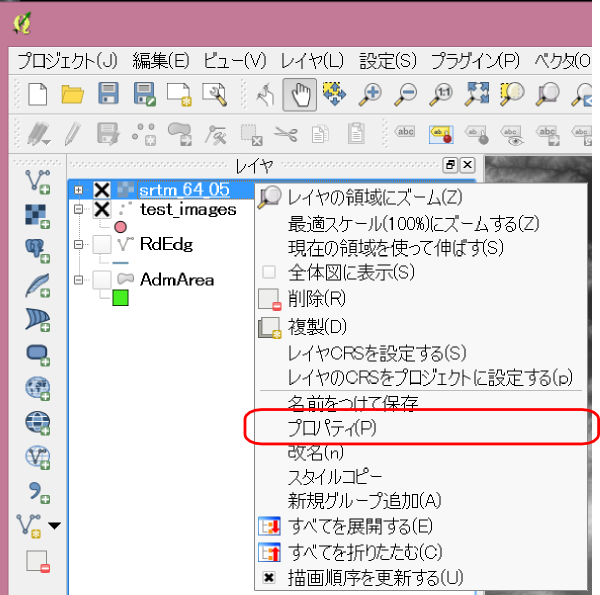 プロジェクト(J) 編集(E) ビュー(V) レイヤ(L) 設定(S) プラグイン(P) ベクタ(O
1:1
abc abc abc abc abc
レイヤ
srtm_64_05
test_images
RdEdg
AdmArea
レイヤの領域にズーム(Z)
最適スケール(100%)にズームする(Z)
現在の領域を使って伸ばす(S)
全体図に表示(S)
削除(R)
複製(D)
レイヤCRSを設定する(S)
レイヤのCRSをプロジェクトに設定する(p)
名前をつけて保存
プロパティ(P)
改名(n)
スタイルコピー
新規グループ追加(A)
すべてを展開する(E)
すべてを折りたたむ(C)
描画順序を更新する(U)